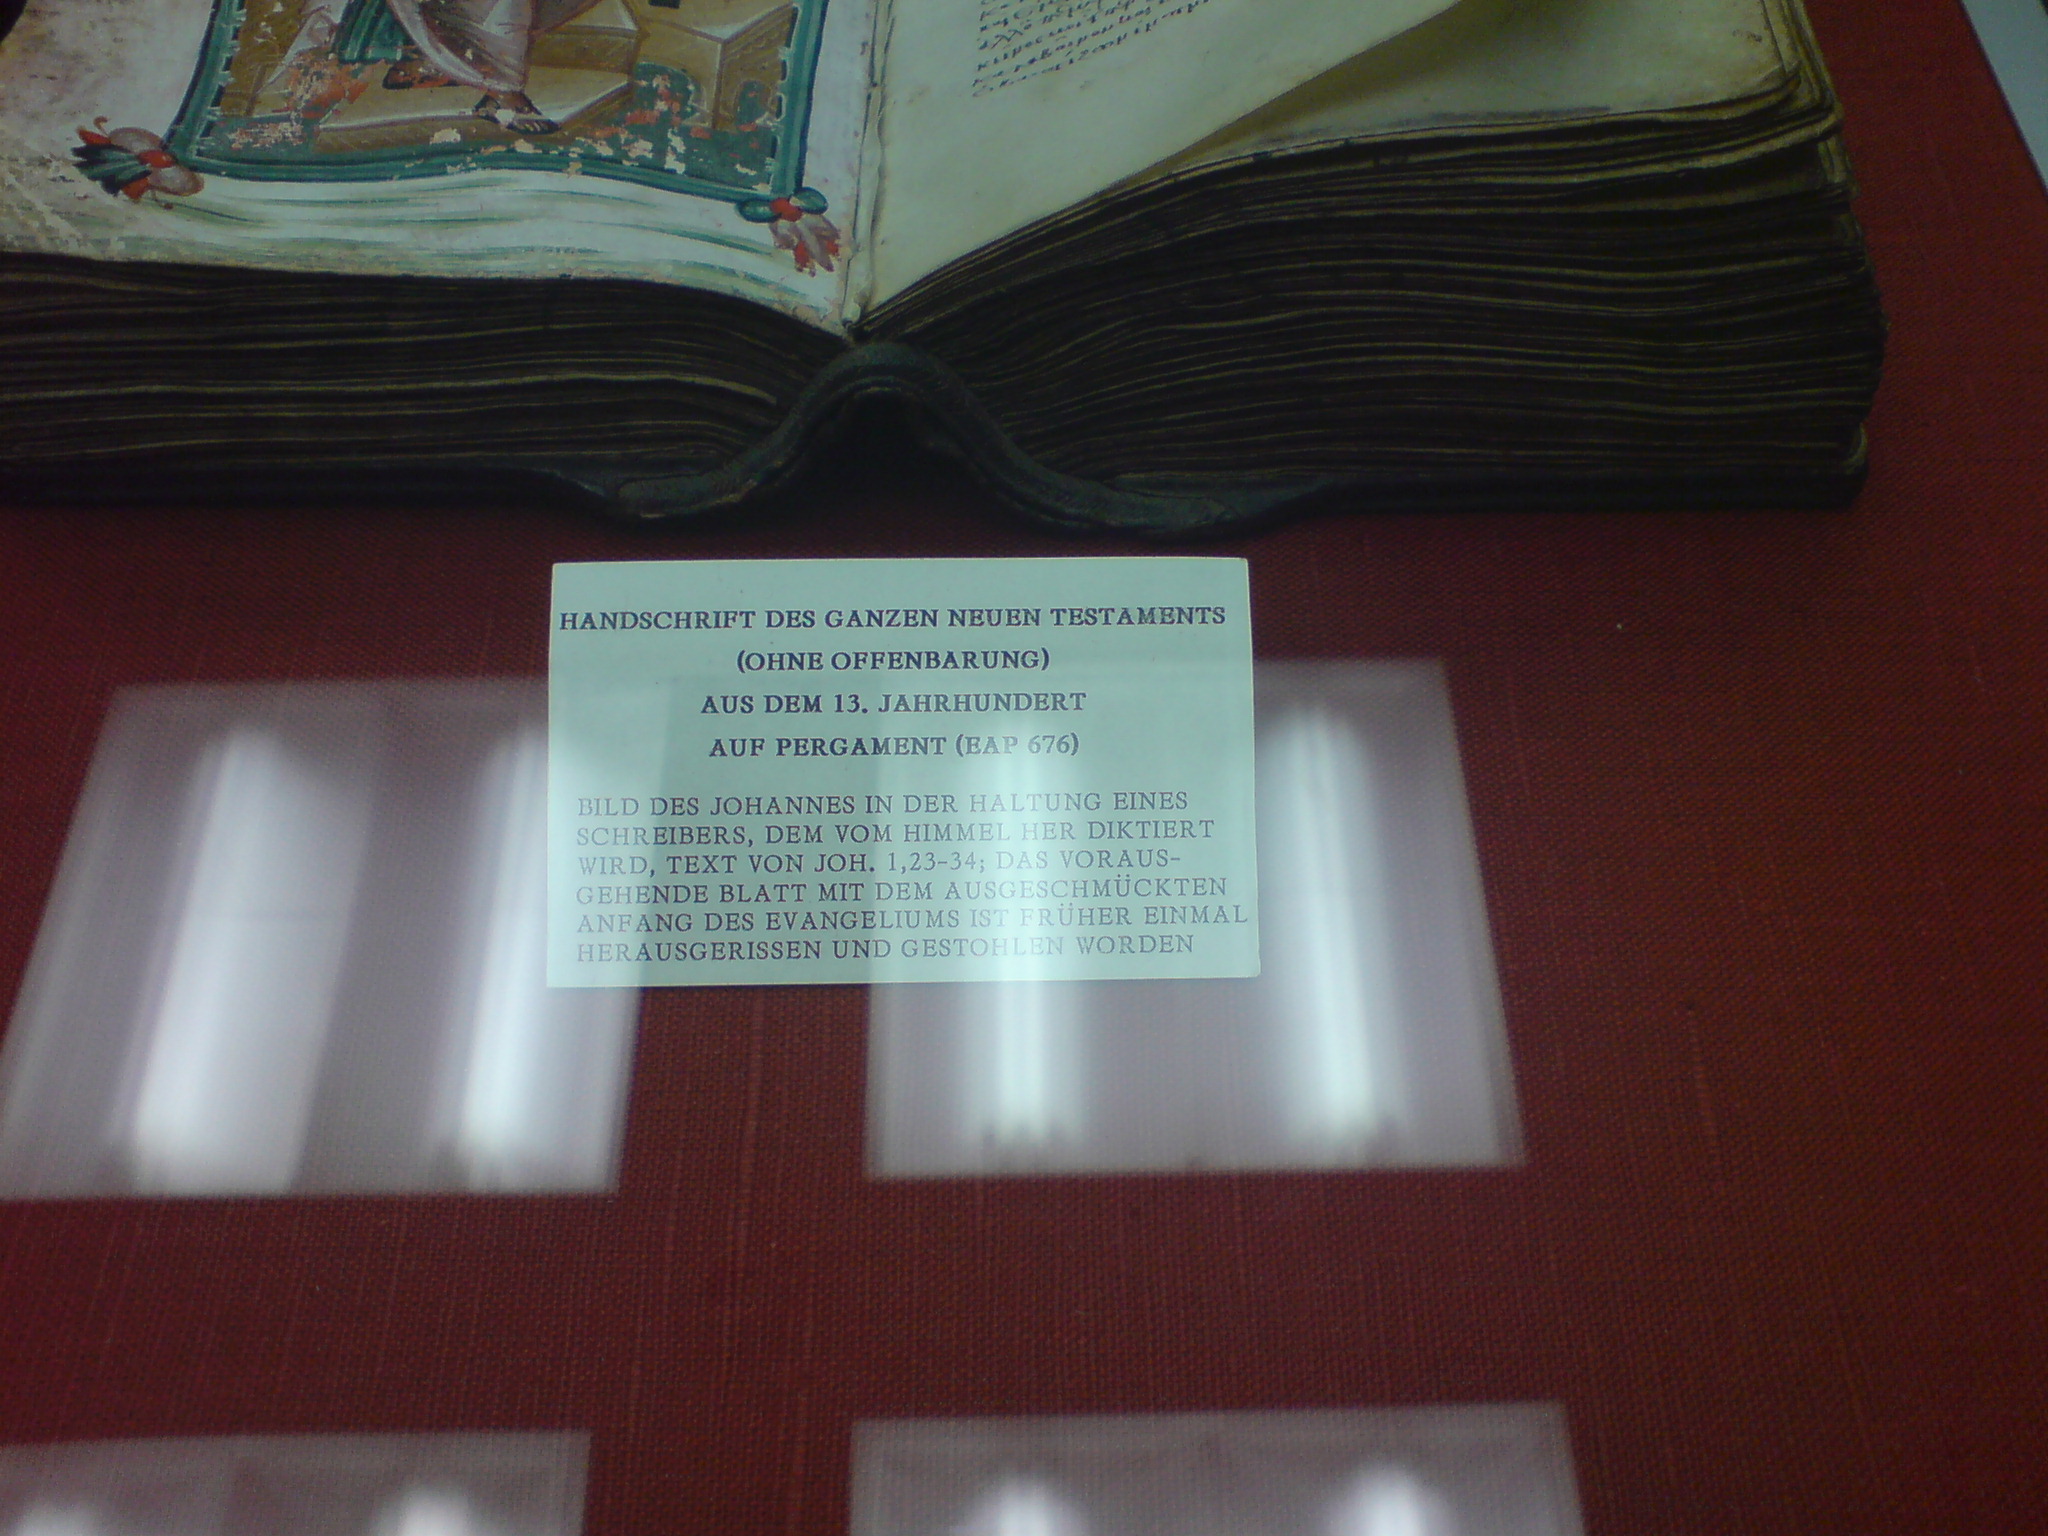 HANDSCHRIFT DES GANZEN NEUEN TESTAMENTS
(OHNE OFFENBARUNG)
AUS DEM 13. JAHRHUNDERT
AUF PERGAMENT (EAP 676)
BILD DES JOHANNES IN DER HALTUNG EINES
SCHREIBERS, DEM VOM HIMMEL HER DIKTIERT
WIRD, TEXT VON JOH. 1,23-34; DAS VORAUS-
GEHENDE BLATT MIT DEM AUSGESCHMÜCKTEN
ANFANG DES EVANGELIUMS IST FRÜHER EINMAL
HERAUSGERISSEN UND GESTOHLEN WORDEN